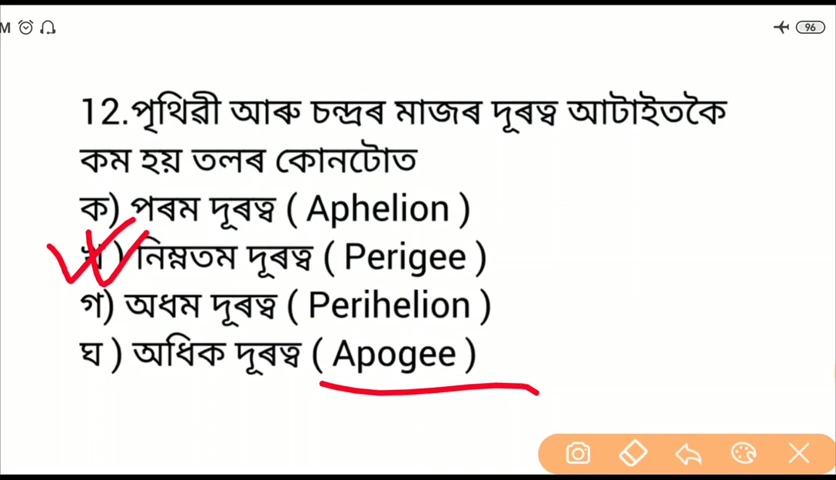 M
96
12.পৃথিৱী আৰু চন্দ্ৰৰ মাজৰ দূৰত্ব আটাইতকৈ
কম হয় তলৰ কোনটোত
ক) পৰম দূৰত্ব ( Aphelion )
খ ) নিম্নতম দূৰত্ব ( Perigee )
গ) অধম দূৰত্ব ( Perihelion )
ঘ ) অধিক দূৰত্ব ( Apogee )